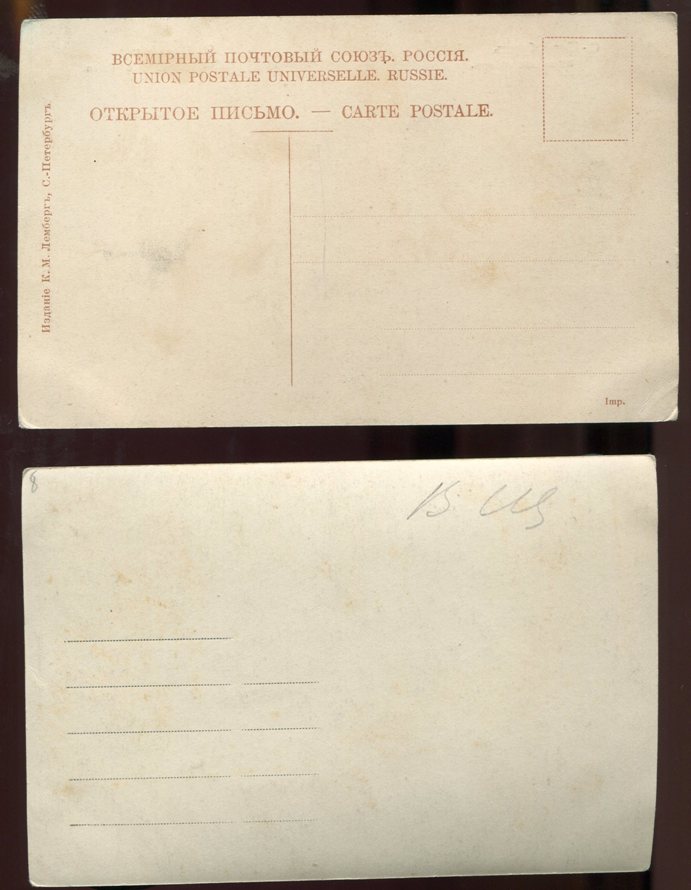 ВСЕМІРНЫЙ ПОЧТОВЫЙ СОЮЗЪ. РОССІЯ.
UNION POSTALE UNIVERSELLE. RUSSIE.
ОТКРЫТОЕ ПИСЬМО. — CARTE POSTALE.
Изданіе К. М. Лембергъ, С.-Петербургъ.
Imp.
8